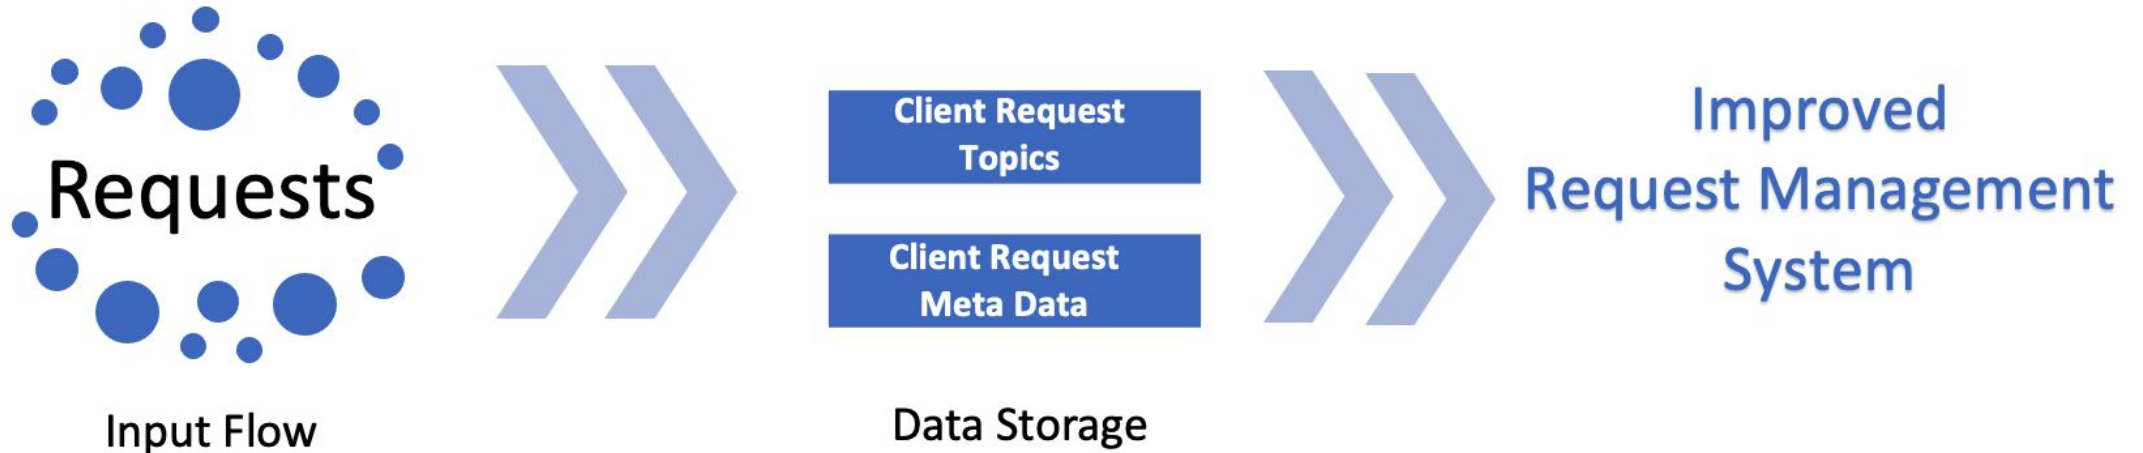 Requests
Input Flow
Client Request
Topics
Client Request
Meta Data
Data Storage
Improved
Request Management
System